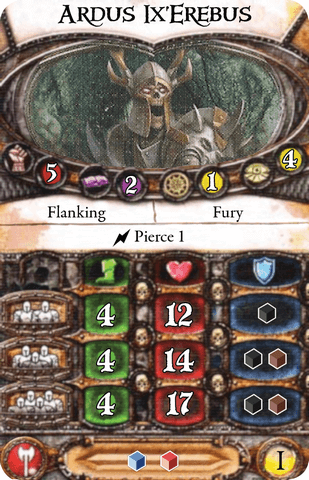 ARDUS IX'EREBUS
5
2
1
4
Flanking
Fury
Pierce 1
4 12
4 14
4 17
I